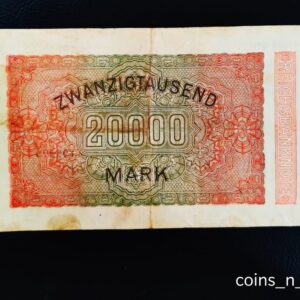 ZWANZIGTAUSEND
20000
MARK
coins_n_